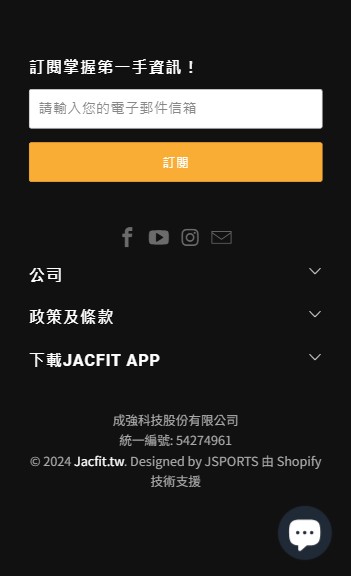 訂閱掌握第一手資訊！
請輸入您的電子郵件信箱
訂閱
公司
政策及條款
下載JACFIT APP
成強科技股份有限公司
統一編號: 54274961
© 2024 Jacfit.tw. Designed by JSPORTS 由 Shopify
技術支援